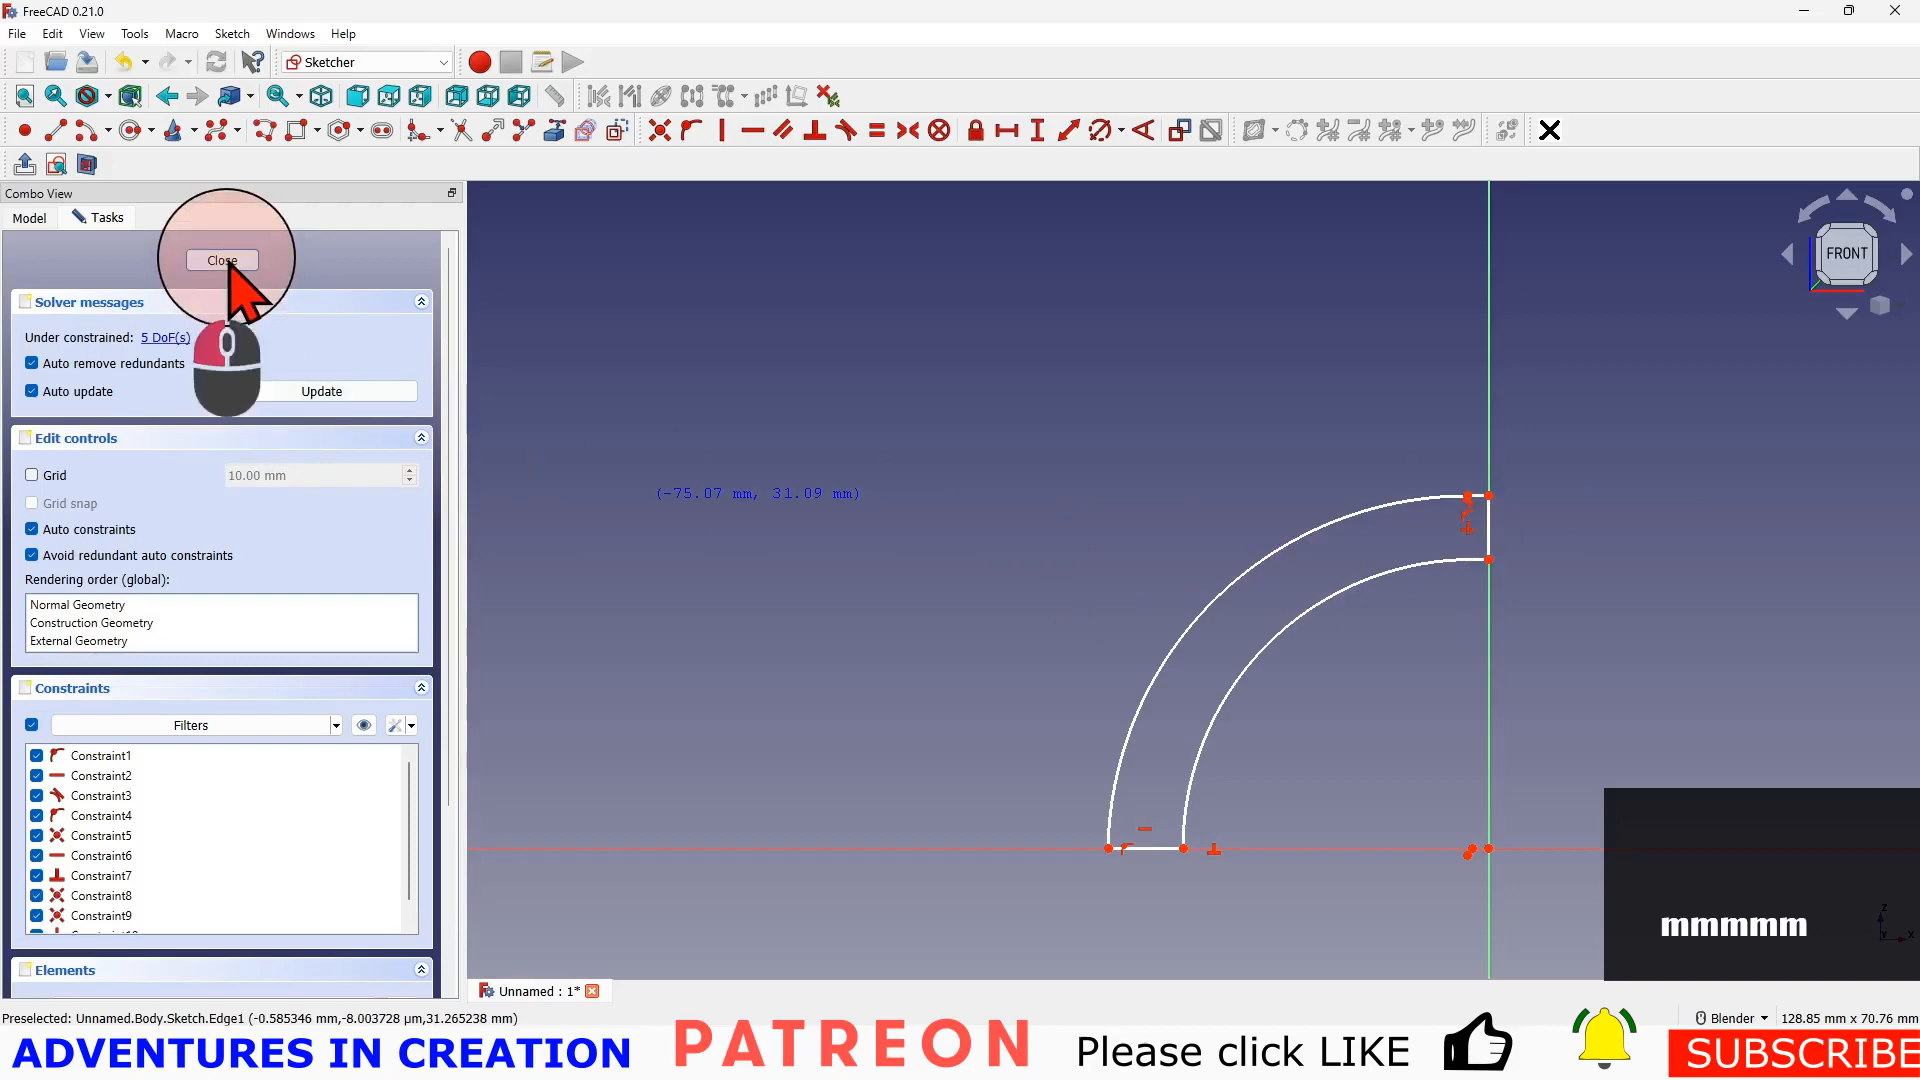 FreeCAD 0.21.0
File Edit View Tools Macro Sketch Windows Help
Sketcher
Combo View
Model Tasks
Close
Solver messages
Under constrained: 5 DoF(s)
Auto remove redundants
Auto update Update
Edit controls
Grid 10.00 mm
Grid snap
Auto constraints
Avoid redundant auto constraints
Rendering order (global):
Normal Geometry
Construction Geometry
External Geometry
Constraints
Filters
Constraint1
Constraint2
Constraint3
Constraint4
Constraint5
Constraint6
Constraint7
Constraint8
Constraint9
Elements
(-75.07 mm, 31.09 mm)
FRONT
mmmmm
Z
Y X
Unnamed : 1*
Preselected: Unnamed.Body.Sketch.Edge1 (-0.585346 mm,-8.003728 µm,31.265238 mm)
Blender 128.85 mm x 70.76 mm
ADVENTURES IN CREATION PATREON Please click LIKE SUBSCRIBE